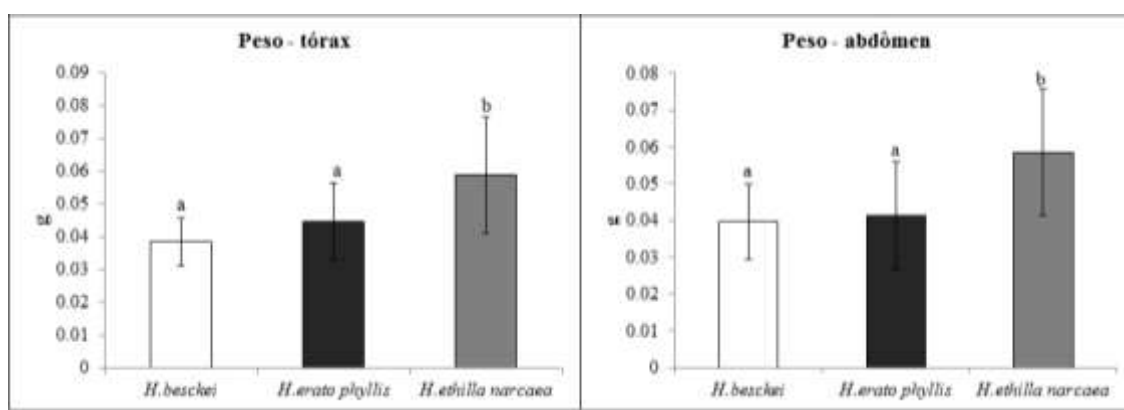 Peso - tórax
0.09
0.08
b
0.07
0.06
a
0.05
a
g
0.04
0.03
0.02
0.01
0
H.besckei H.erato phyllis H.ethilla narcaea
Peso - abdômen
0.08
b
0.07
0.06
a
0.05
a
g
0.04
0.03
0.02
0.01
0
H.besckei H.erato phyllis H.ethilla narcaea